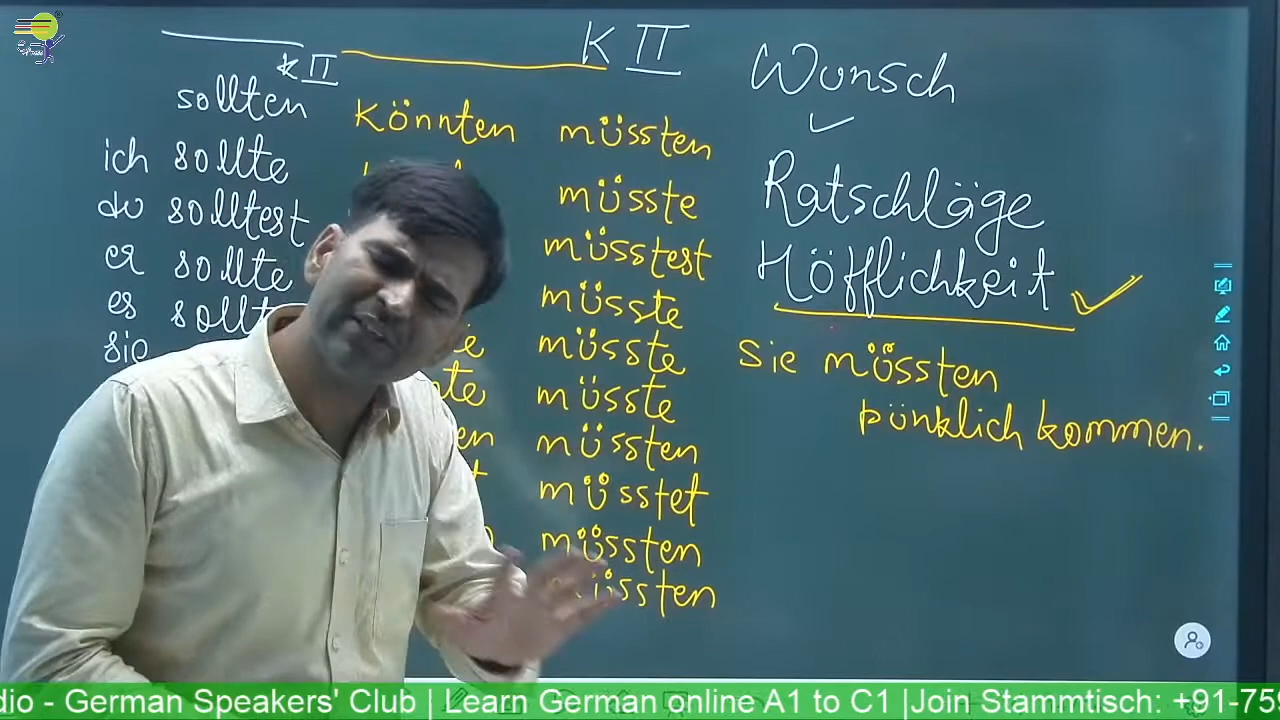 K II
K II
Wunsch
sollten
Könnten
müssten
ich sollte
müsste
Ratschläge
du solltest
müsstest
Höfflichkeit
er sollte
müsste
es
müsste
Sie müssten
sie
müsste
pünklich kommen.
müssten
müsstet
müssten
müssten
dio - German Speakers' Club | Learn German online A1 to C1 |Join Stammtisch: +91-759